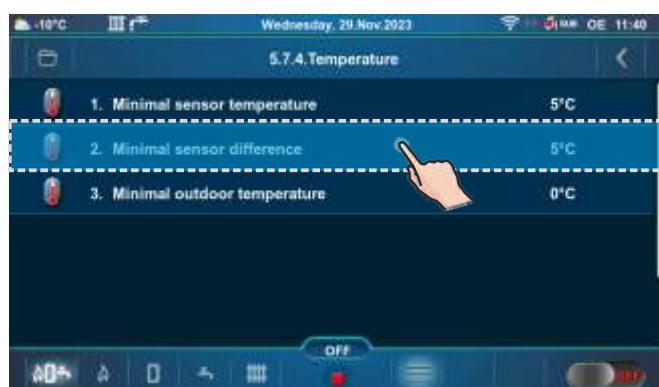 -10°C Wednesday, 29.Nov.2023 OE 11:40
5.7.4.Temperature
1. Minimal sensor temperature 5°C
2. Minimal sensor difference 5°C
3. Minimal outdoor temperature 0°C
OFF
OFF